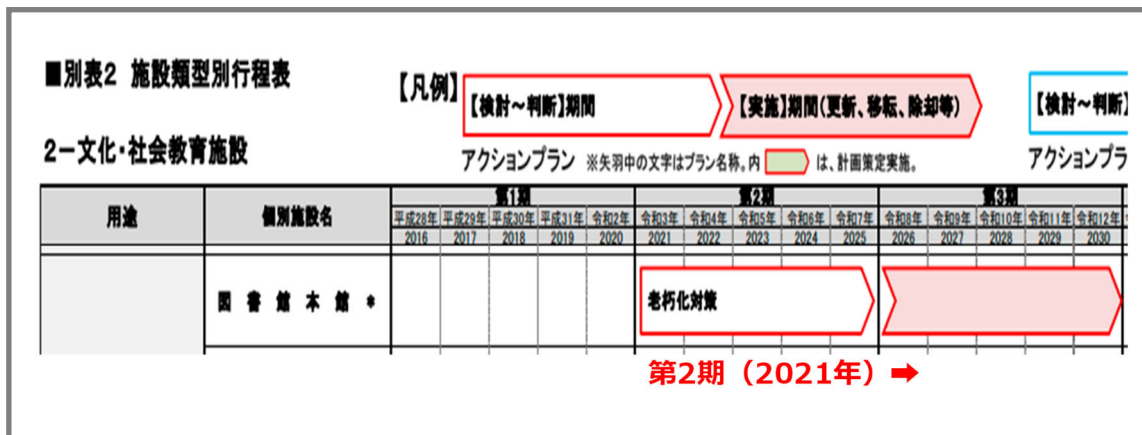 ■別表2 施設類型別行程表
【凡例】
【検討～判断】期間
【実施】期間(更新、移転、除却等)
【検討～判断】
2－文化・社会教育施設
アクションプラン ※矢羽中の文字はプラン名称。内 は、計画策定実施。
アクションプラ
用途 個別施設名 第1期 第2期 第3期
平成28年 平成29年 平成30年 平成31年 令和2年 令和3年 令和4年 令和5年 令和6年 令和7年 令和8年 令和9年 令和10年 令和11年 令和12年
2016 2017 2018 2019 2020 2021 2022 2023 2024 2025 2026 2027 2028 2029 2030
図書館本館 * 老朽化対策
第2期（2021年）➡